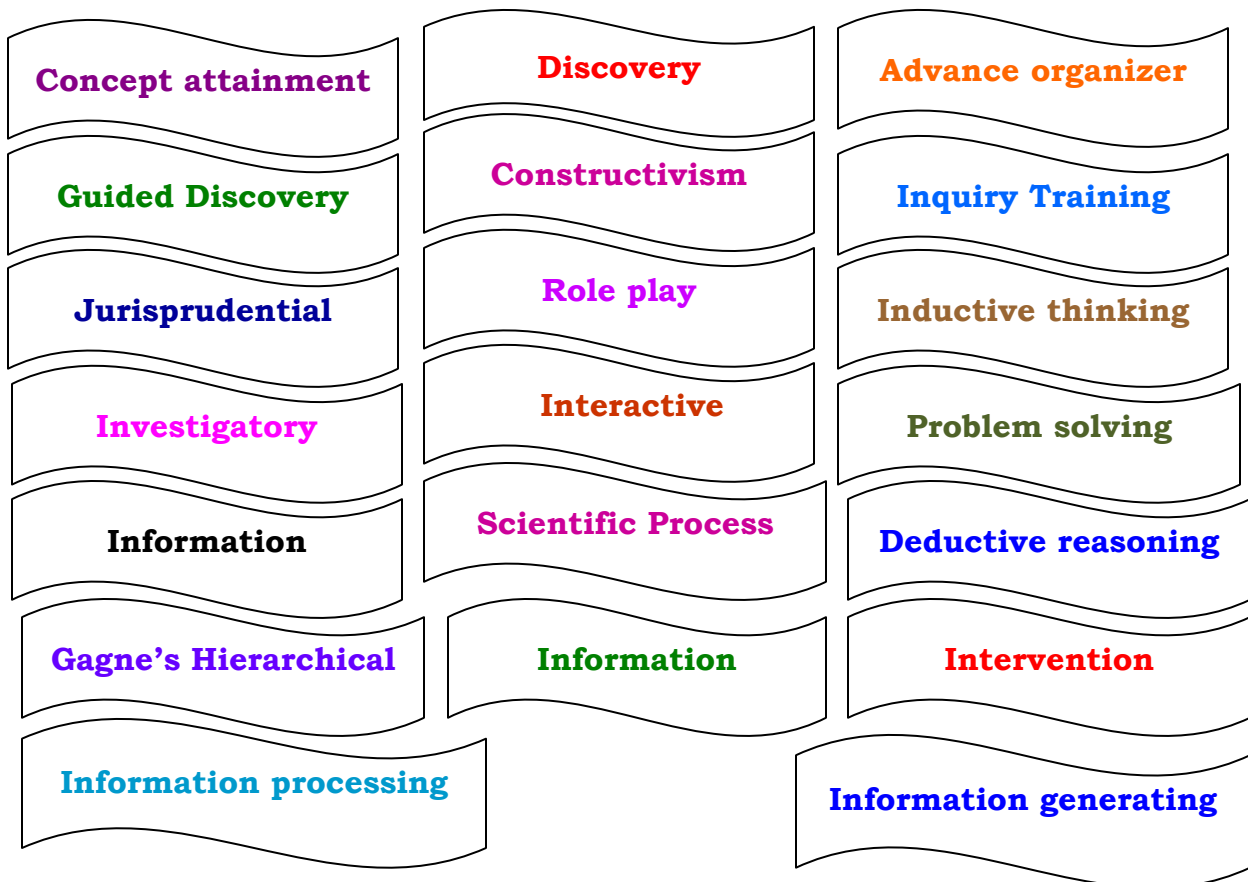 Concept attainment
Discovery
Advance organizer
Guided Discovery
Constructivism
Inquiry Training
Jurisprudential
Role play
Inductive thinking
Investigatory
Interactive
Problem solving
Information
Scientific Process
Deductive reasoning
Gagne’s Hierarchical
Information
Intervention
Information processing
Information generating